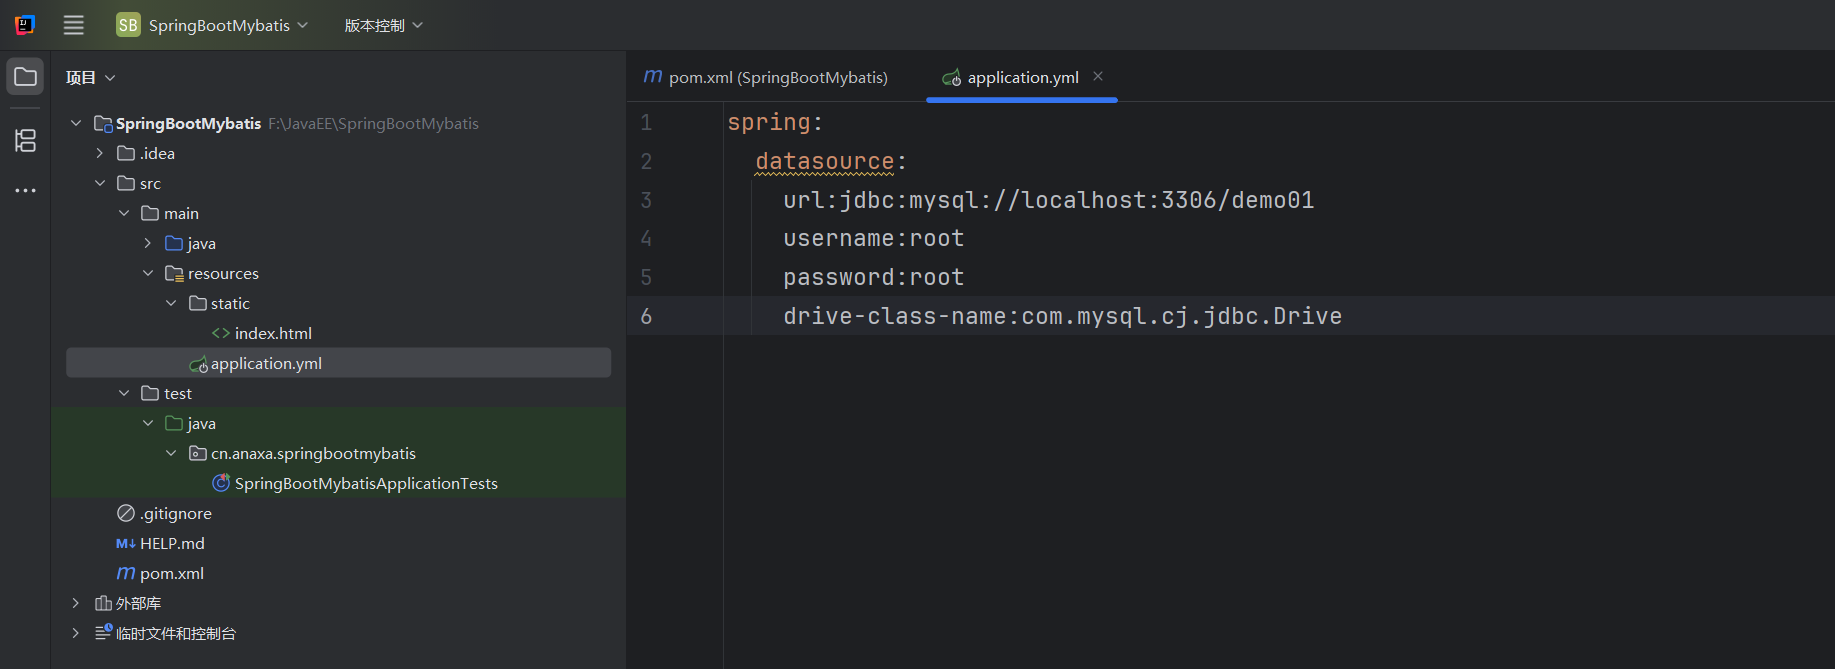 SB SpringBootMybatis 版本控制
项目
SpringBootMybatis F:\JavaEE\SpringBootMybatis
.idea
src
main
java
resources
static
<> index.html
application.yml
test
java
cn.anaxa.springbootmybatis
SpringBootMybatisApplicationTests
.gitignore
M↓ HELP.md
m pom.xml
外部库
临时文件和控制台
m pom.xml (SpringBootMybatis) application.yml ×
1 spring:
2 datasource:
3 url:jdbc:mysql://localhost:3306/demo01
4 username:root
5 password:root
6 drive-class-name:com.mysql.cj.jdbc.Drive